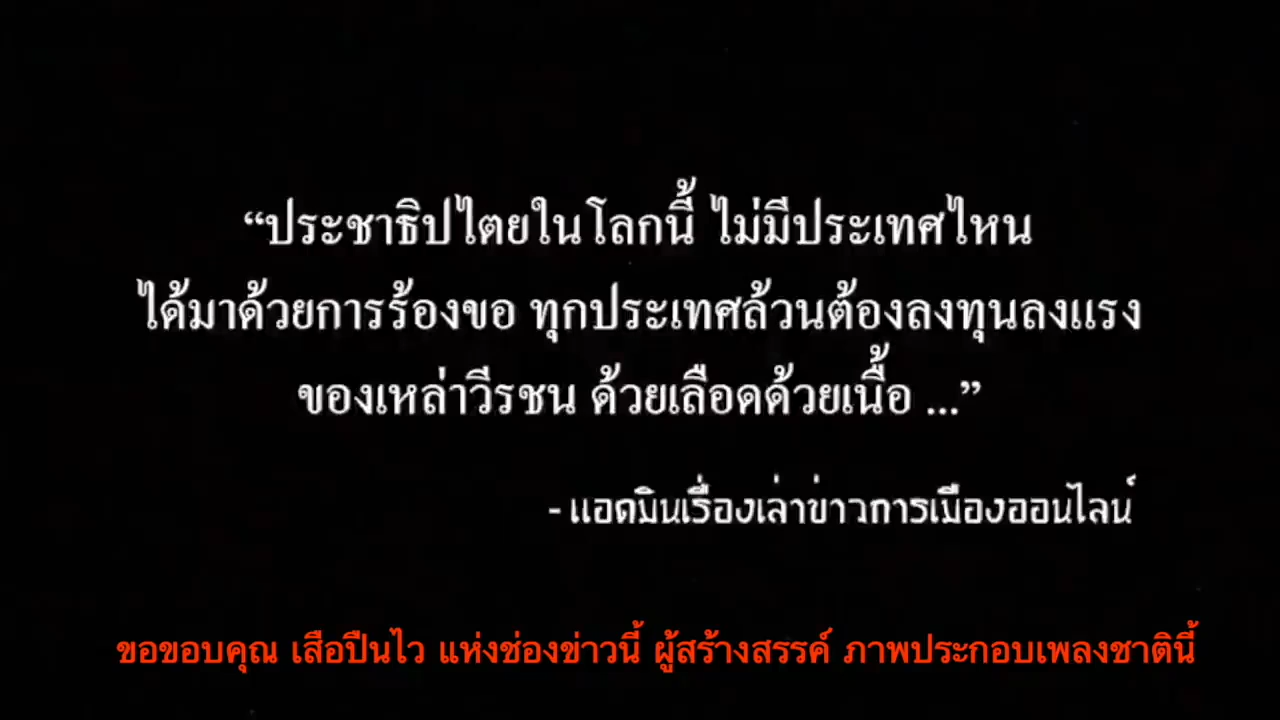 “ประชาธิปไตยในโลกนี้ ไม่มีประเทศไหน
ได้มาด้วยการร้องขอ ทุกประเทศล้วนต้องลงทุนลงแรง
ของเหล่าวีรชน ด้วยเลือดด้วยเนื้อ ...”
- แอดมินเรื่องเล่าข่าวการเมืองออนไลน์
ขอขอบคุณ เสือปืนไว แห่งช่องข่าวนี้ ผู้สร้างสรรค์ ภาพประกอบเพลงชาตินี้